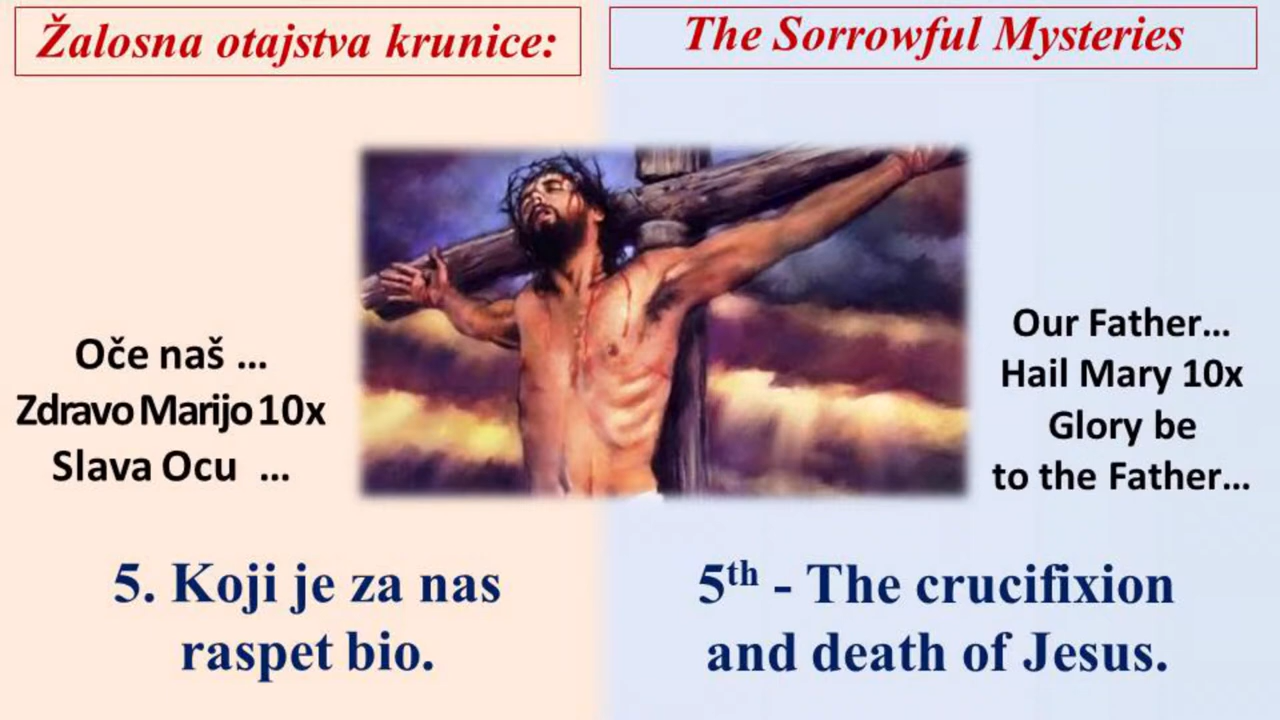 Žalosna otajstva krunice:
Oče naš ...
Zdravo Marijo 10x
Slava Ocu ...
5. Koji je za nas
raspet bio.
The Sorrowful Mysteries
Our Father...
Hail Mary 10x
Glory be
to the Father...
5th - The crucifixion
and death of Jesus.